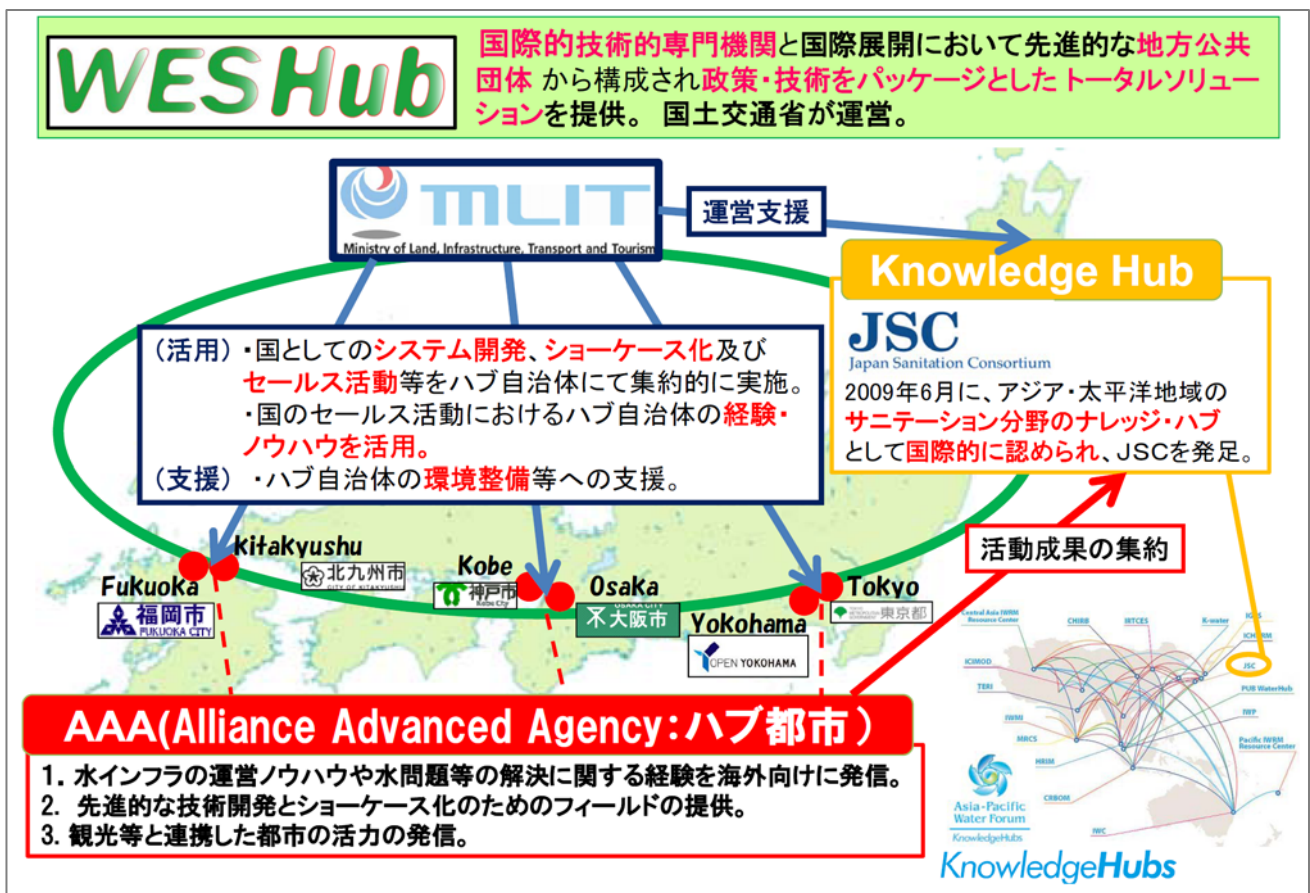 WES Hub
国際的技術的専門機関と国際展開において先進的な地方公共
団体 から構成され政策・技術をパッケージとした トータルソリュー
ションを提供。 国土交通省が運営。
MLIT
Ministry of Land, Infrastructure, Transport and Tourism
運営支援
Knowledge Hub
JSC
Japan Sanitation Consortium
2009年6月に、アジア・太平洋地域の
サニテーション分野のナレッジ・ハブ
として国際的に認められ、JSCを発足。
(活用) ・国としてのシステム開発、ショーケース化及び
セールス活動等をハブ自治体にて集約的に実施。
・国のセールス活動におけるハブ自治体の経験・
ノウハウを活用。
(支援) ・ハブ自治体の環境整備等への支援。
活動成果の集約
Kitakyushu
北九州市
CITY OF KITAKYUSHU
Fukuoka
福岡市
FUKUOKA CITY
Kobe
神戸市
Kobe City
Osaka
OSAKA CITY
大阪市
Yokohama
OPEN YOKOHAMA
Tokyo
TOKYO METROPOLITAN GOVERNMENT
東京都
AAA(Alliance Advanced Agency:ハブ都市)
1. 水インフラの運営ノウハウや水問題等の解決に関する経験を海外向けに発信。
2. 先進的な技術開発とショーケース化のためのフィールドの提供。
3. 観光等と連携した都市の活力の発信。
Central Asia IWRM
Resource Center
CHIRB
INTCES
K-water
ICHARM
ICIMOD
JSC
TERI
PUB WaterHub
IWMI
IWP
MRCS
Pacific IWRM
Resource Center
HRIM
CRBOM
IWC
Asia-Pacific
Water Forum
KnowledgeHubs
KnowledgeHubs